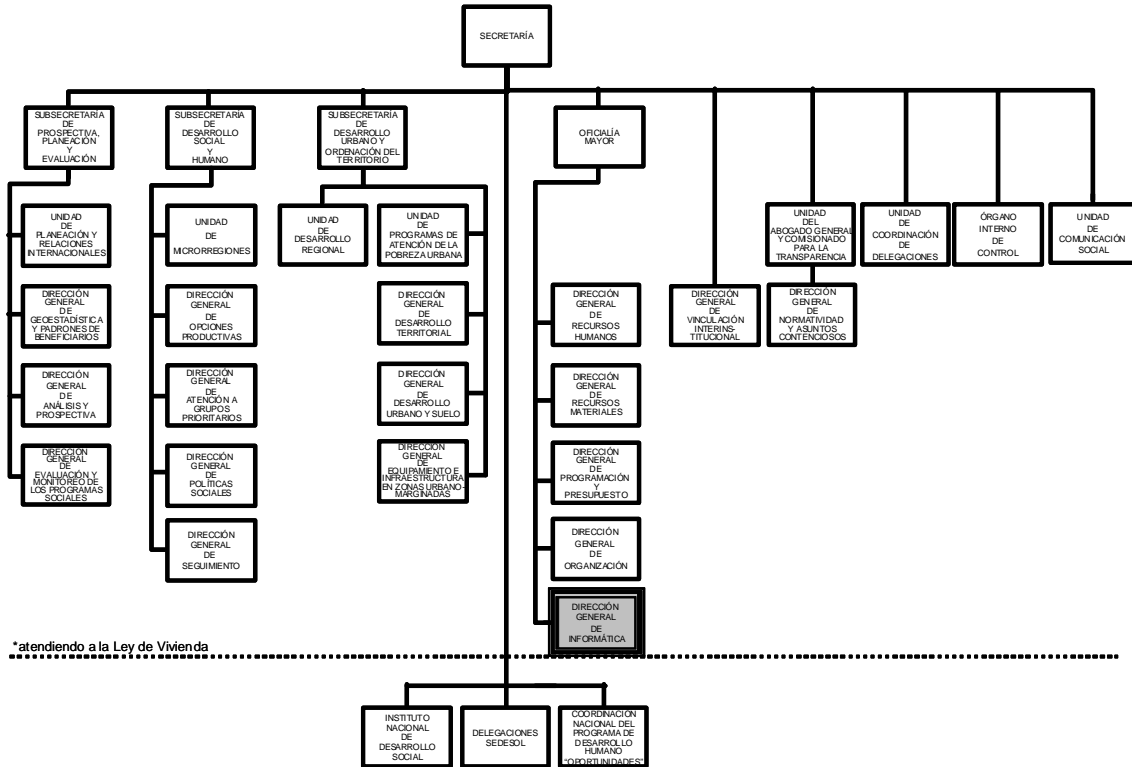 SECRETARÍA
SUBSECRETARÍA
DE
PROSPECTIVA,
PLANEACIÓN
Y
EVALUACIÓN
SUBSECRETARÍA
DE
DESARROLLO
SOCIAL
Y
HUMANO
SUBSECRETARÍA
DE
DESARROLLO
URBANO Y
ORDENACIÓN DEL
TERRITORIO
OFICIALÍA
MAYOR
UNIDAD
DE
PLANEACIÓN Y
RELACIONES
INTERNACIONALES
UNIDAD
DE
MICRORREGIONES
UNIDAD
DE
DESARROLLO
REGIONAL
UNIDAD
DE
PROGRAMAS DE
ATENCIÓN DE LA
POBREZA URBANA
UNIDAD
DEL
ABOGADO GENERAL
Y COMISIONADO
PARA LA
TRANSPARENCIA
UNIDAD
DE
COORDINACIÓN
DE
DELEGACIONES
ÓRGANO
INTERNO
DE
CONTROL
UNIDAD
DE
COMUNICACIÓN
SOCIAL
DIRECCIÓN
GENERAL
DE
GEOESTADÍSTICA
Y PADRONES DE
BENEFICIARIOS
DIRECCIÓN
GENERAL
DE
OPCIONES
PRODUCTIVAS
DIRECCIÓN
GENERAL
DE
DESARROLLO
TERRITORIAL
DIRECCIÓN
GENERAL
DE
RECURSOS
HUMANOS
DIRECCIÓN
GENERAL
DE
VINCULACIÓN
INTERINS-
TITUCIONAL
DIRECCIÓN
GENERAL
DE
NORMATIVIDAD
Y ASUNTOS
CONTENCIOSOS
DIRECCIÓN
GENERAL
DE
ANÁLISIS Y
PROSPECTIVA
DIRECCIÓN
GENERAL
DE
ATENCIÓN A
GRUPOS
PRIORITARIOS
DIRECCIÓN
GENERAL
DE
DESARROLLO
URBANO Y SUELO
DIRECCIÓN
GENERAL
DE
RECURSOS
MATERIALES
DIRECCIÓN
GENERAL
DE
EVALUACIÓN Y
MONITOREO DE
LOS PROGRAMAS
SOCIALES
DIRECCIÓN
GENERAL
DE
POLÍTICAS
SOCIALES
DIRECCIÓN
GENERAL
DE
EQUIPAMIENTO E
INFRAESTRUCTURA
EN ZONAS URBANO-
MARGINADAS
DIRECCIÓN
GENERAL
DE
PROGRAMACIÓN
Y
PRESUPUESTO
DIRECCIÓN
GENERAL
DE
SEGUIMIENTO
DIRECCIÓN
GENERAL
DE
ORGANIZACIÓN
DIRECCIÓN
GENERAL
DE
INFORMÁTICA
*atendiendo a la Ley de Vivienda
INSTITUTO
NACIONAL
DE
DESARROLLO
SOCIAL
DELEGACIONES
SEDESOL
COORDINACIÓN
NACIONAL DEL
PROGRAMA DE
DESARROLLO
HUMANO
"OPORTUNIDADES"